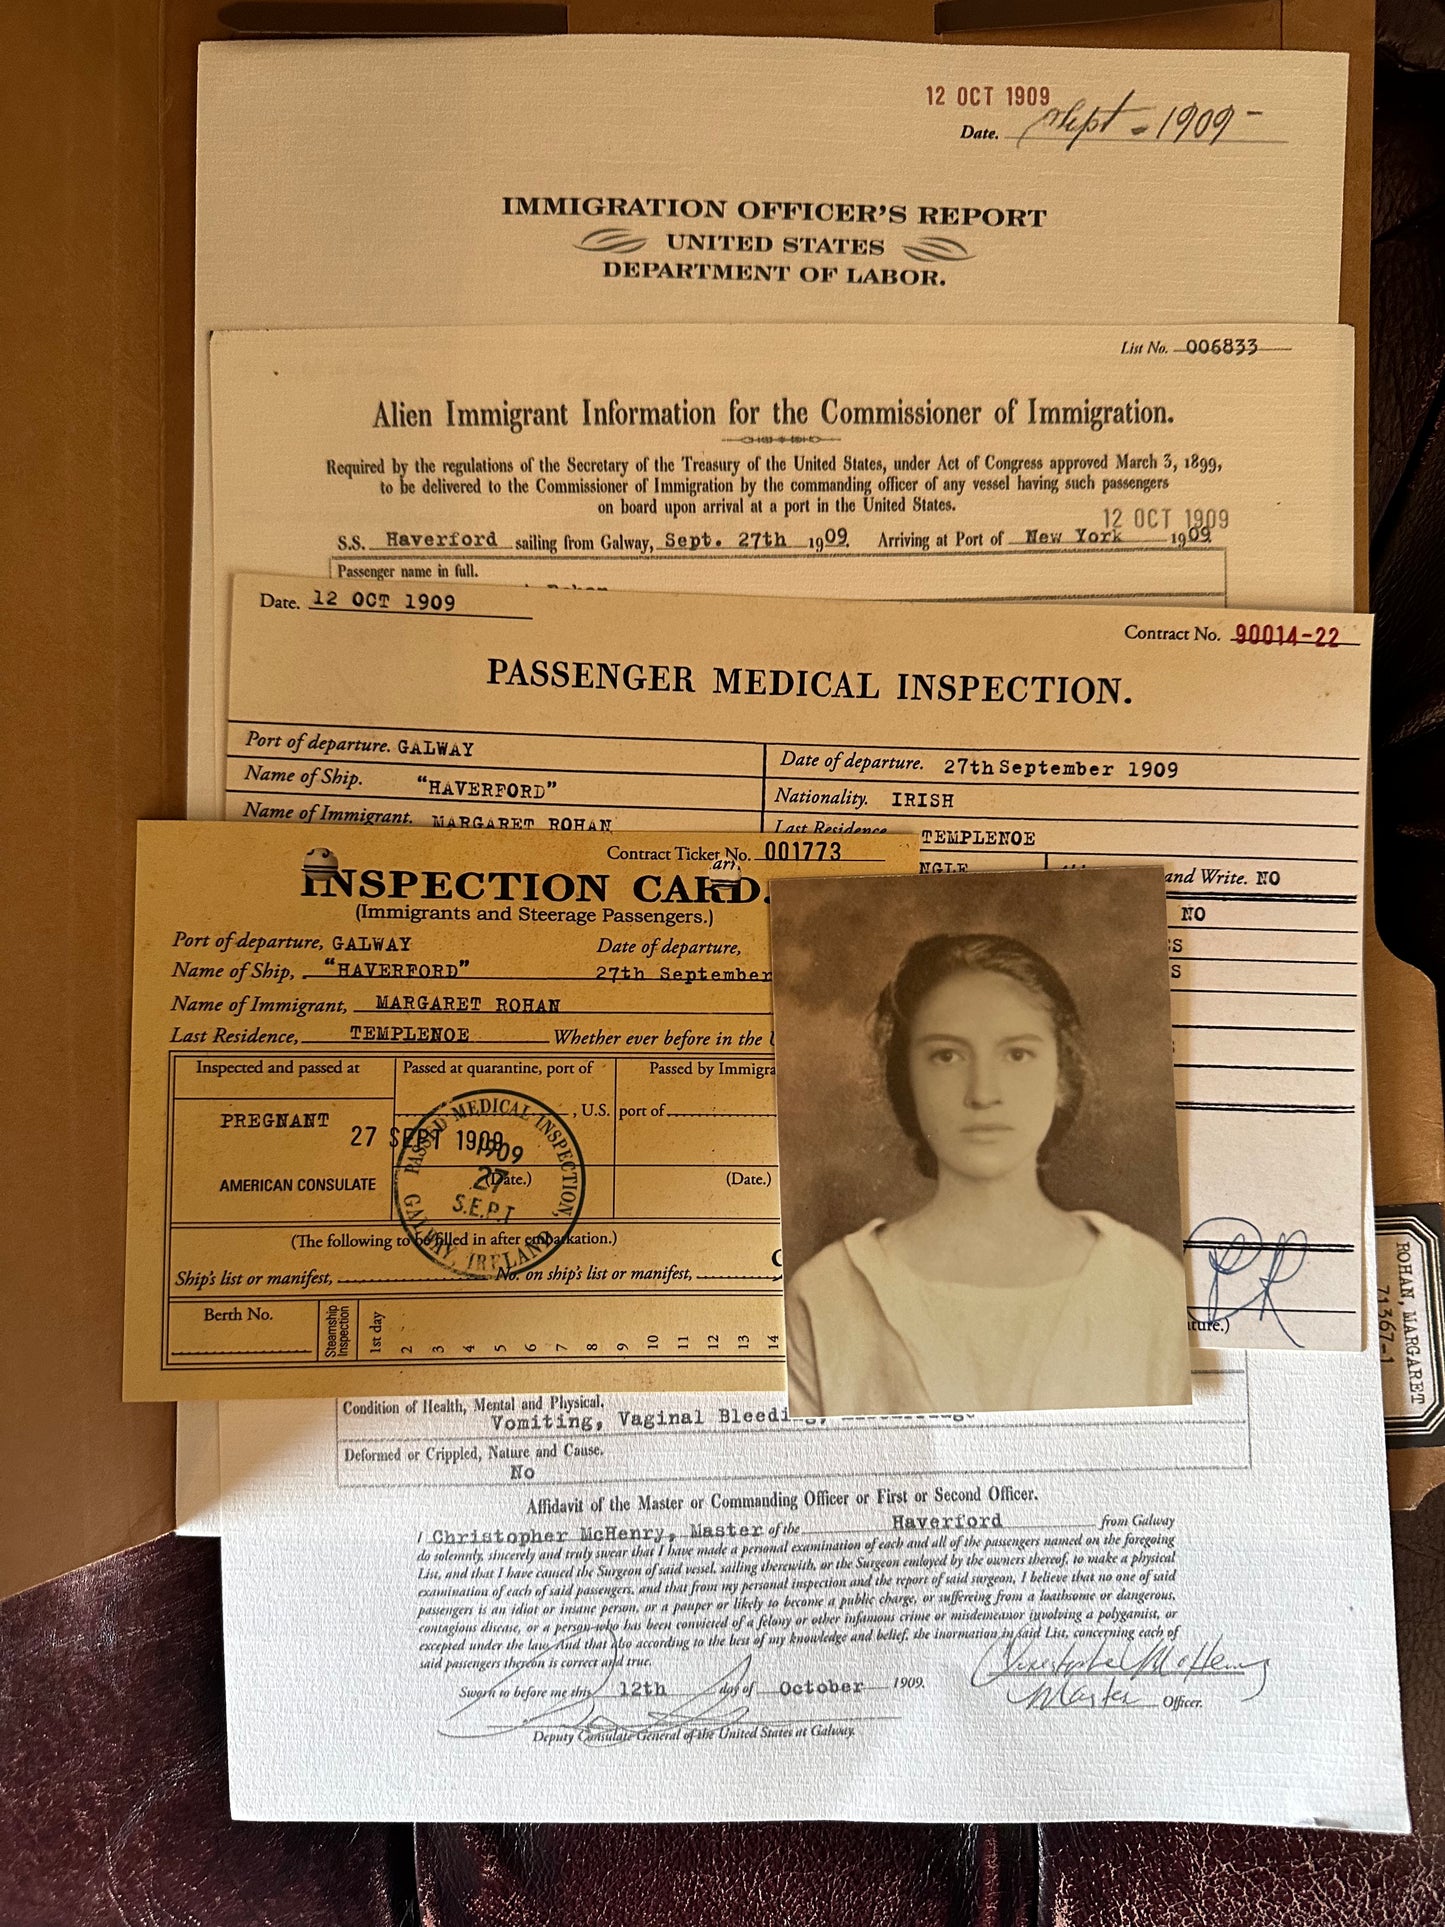 12 OCT 1909
Date. Sept - 1909 -
IMMIGRATION OFFICER'S REPORT
UNITED STATES
DEPARTMENT OF LABOR.
List No. 006833
Alien Immigrant Information for the Commissioner of Immigration.
Required by the regulations of the Secretary of the Treasury of the United States, under Act of Congress approved March 3, 1899,
to be delivered to the Commissioner of Immigration by the commanding officer of any vessel having such passengers
on board upon arrival at a port in the United States.
12 OCT 1909
S.S. Haverford sailing from Galway, Sept. 27th 1909. Arriving at Port of New York 1909
Passenger name in full.
Date. 12 OCT 1909
Contract No. 90014-22
PASSENGER MEDICAL INSPECTION.
Port of departure. GALWAY
Date of departure. 27th September 1909
Name of Ship. "HAVERFORD"
Nationality. IRISH
Name of Immigrant. MARGARET ROHAN
Last Residence TEMPLENOE
and Write. NO
NO
Contract Ticket No. 001773
INSPECTION CARD.
(Immigrants and Steerage Passengers.)
Port of departure, GALWAY
Date of departure,
Name of Ship, "HAVERFORD"
27th September
Name of Immigrant, MARGARET ROHAN
Last Residence, TEMPLENOE Whether ever before in the
Inspected and passed at
Passed at quarantine, port of
Passed by Immigra
, U.S.
port of
PREGNANT
27 SEPT 1909
AMERICAN CONSULATE
PASSED MEDICAL INSPECTION,
GALWAY, IRELAND
1909
27
S.E.P.T
(Date.)
(Date.)
(The following to be filled in after embarkation.)
Ship's list or manifest,
No. on ship's list or manifest,
Berth No.
Steamship
Inspection
1st day
2
3
4
5
6
7
8
9
10
11
12
13
14
PR
ture.)
ROHAN, MARGARET
71367-1
Condition of Health, Mental and Physical.
Vomiting, Vaginal Bleedi
Deformed or Crippled, Nature and Cause.
No
Affidavit of the Master or Commanding Officer or First or Second Officer.
I Christopher McHenry, Master of the Haverford from Galway
do solemnly, sincerely and truly swear that I have made a personal examination of each and all of the passengers named on the foregoing
List, and that I have caused the Surgeon of said vessel, sailing therewith, or the Surgeon emloyed by the owners thereof, to make a physical
examination of each of said passengers, and that from my personal inspection and the report of said surgeon, I believe that no one of said
passengers is an idiot or insane person, or a pauper or likely to become a public charge, or suffereing from a loathsome or dangerous,
contagious disease, or a person who has been convicted of a felony or other infamous crime or misdemeanor involving a polygamist, or
excepted under the law. And that also according to the best of my knowledge and belief, the inormation in said List, concerning each of
said passengers thereon is correct and true.
Christopher McHenry
Sworn to before me this 12th day of October 1909.
Master Officer.
Deputy Consulate General of the United States at Galway.